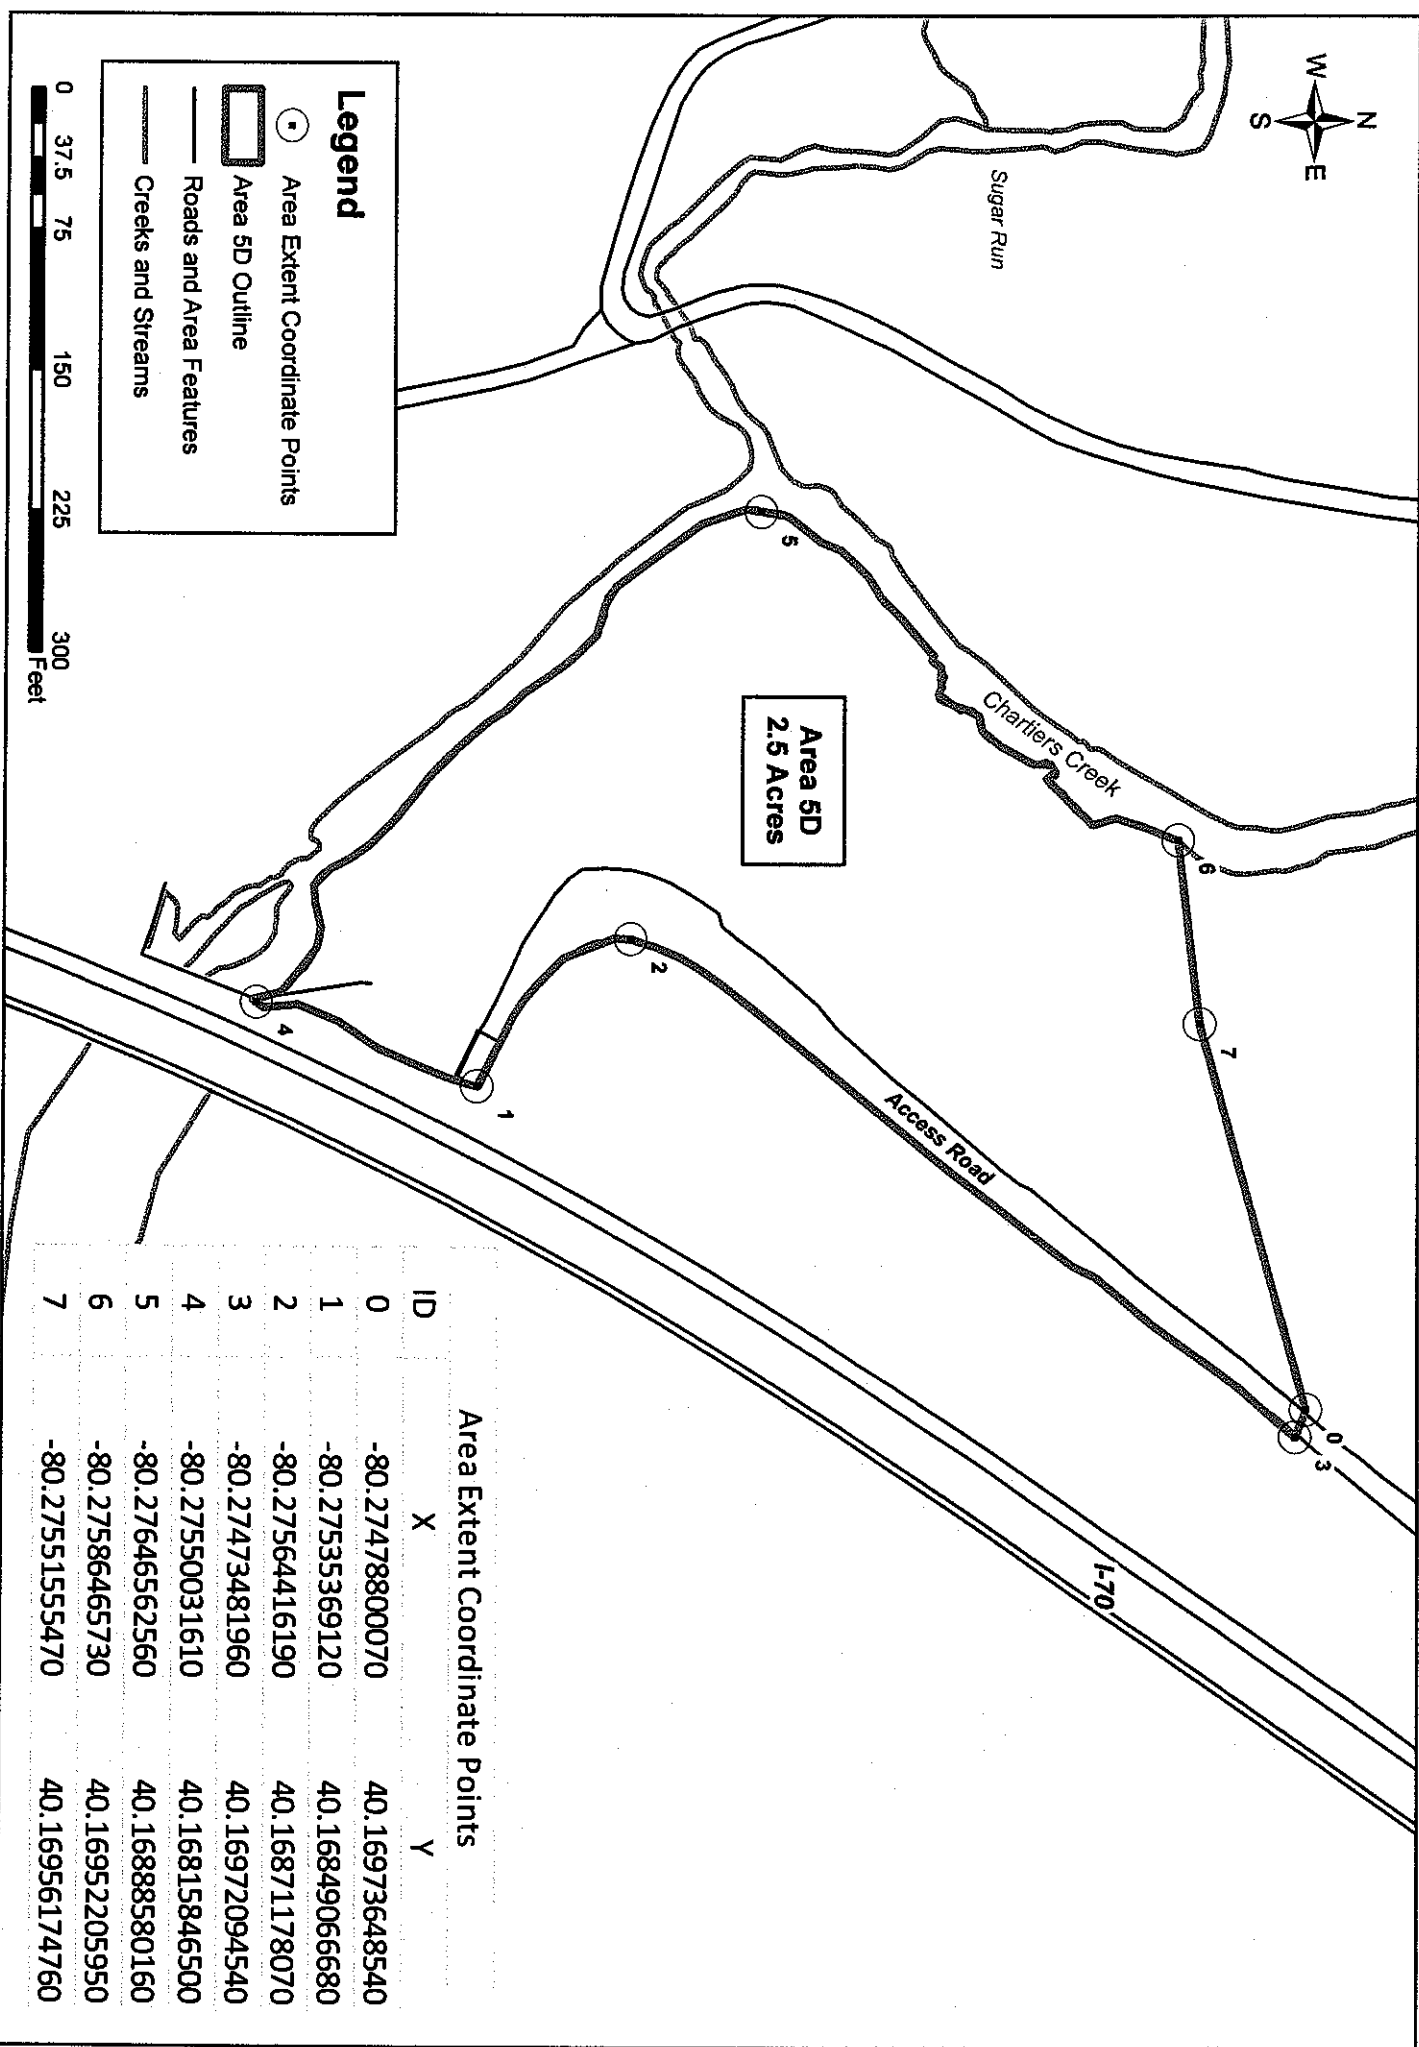 N
W
E
S
Sugar Run
Chartiers Creek
6
7
0
3
5
Area 5D
2.5 Acres
2
Access Road
I-70
1
4
Legend
Area Extent Coordinate Points
Area 5D Outline
Roads and Area Features
Creeks and Streams
0 37.5 75 150 225 300
Feet
Area Extent Coordinate Points
ID X Y
0 -80.27478800070 40.16973648540
1 -80.27535369120 40.16849066680
2 -80.27564416190 40.16871178070
3 -80.27473481960 40.16972094540
4 -80.27550031610 40.16815846500
5 -80.27646562560 40.16888580160
6 -80.27586465730 40.16952205950
7 -80.27551555470 40.16956174760